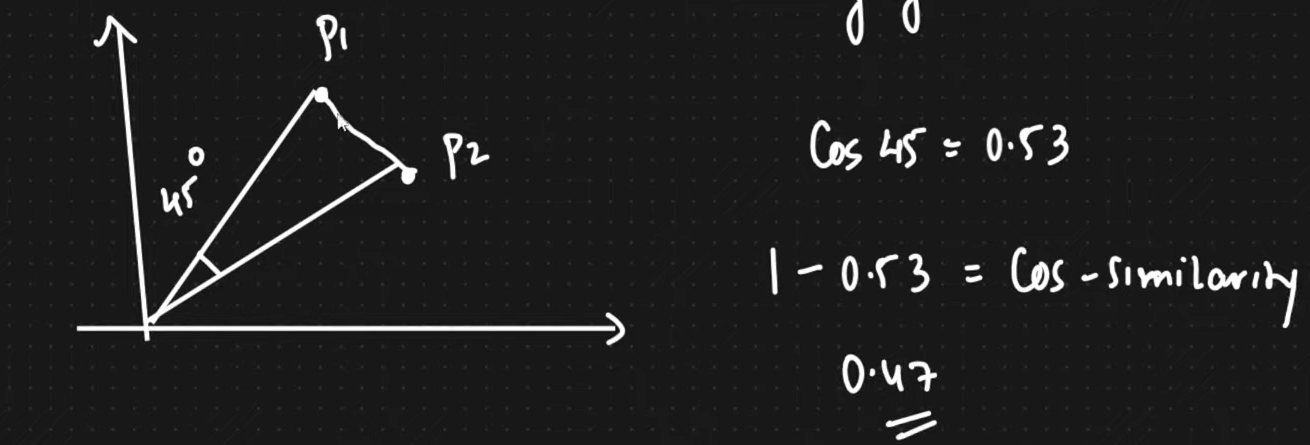 P1
P2
45°
Cos 45 = 0.53
1 - 0.53 = Cos-similarity
0.47